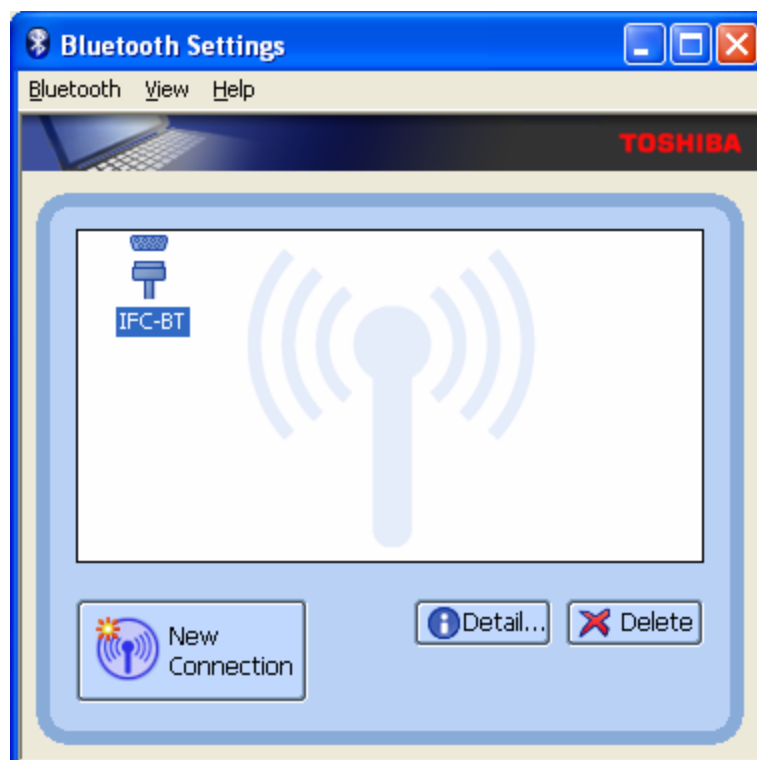 Bluetooth Settings
Bluetooth View Help
TOSHIBA
IFC-BT
New
Connection
Detail...
Delete